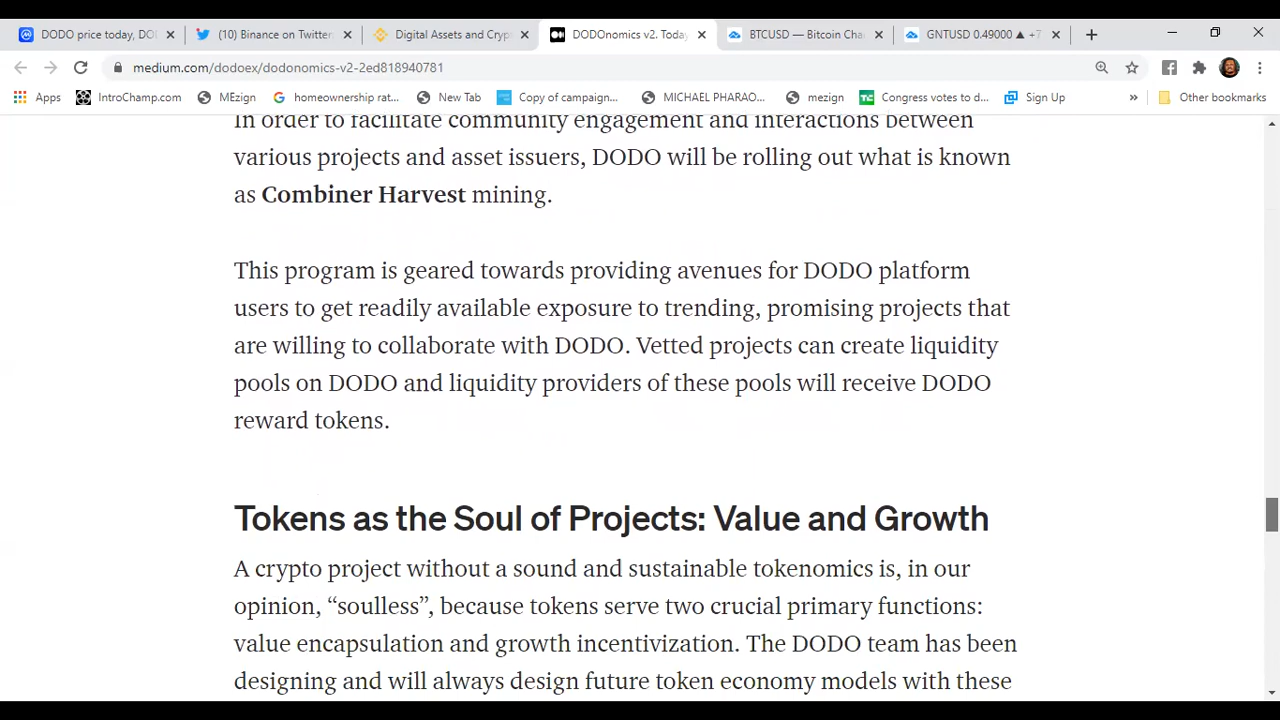 DODO price today, DO
(10) Binance on Twitter
Digital Assets and Cryp
DODOnomics v2. Today
BTCUSD — Bitcoin Cha
GNTUSD 0.49000 ▲ +7
medium.com/dodoex/dodonomics-v2-2ed818940781
Apps
IntroChamp.com
MEzign
homeownership rat...
New Tab
Copy of campaign...
MICHAEL PHARAO...
mezign
Congress votes to d...
Sign Up
»
Other bookmarks
In order to facilitate community engagement and interactions between
various projects and asset issuers, DODO will be rolling out what is known
as Combiner Harvest mining.
This program is geared towards providing avenues for DODO platform
users to get readily available exposure to trending, promising projects that
are willing to collaborate with DODO. Vetted projects can create liquidity
pools on DODO and liquidity providers of these pools will receive DODO
reward tokens.
Tokens as the Soul of Projects: Value and Growth
A crypto project without a sound and sustainable tokenomics is, in our
opinion, “soulless”, because tokens serve two crucial primary functions:
value encapsulation and growth incentivization. The DODO team has been
designing and will always design future token economy models with these